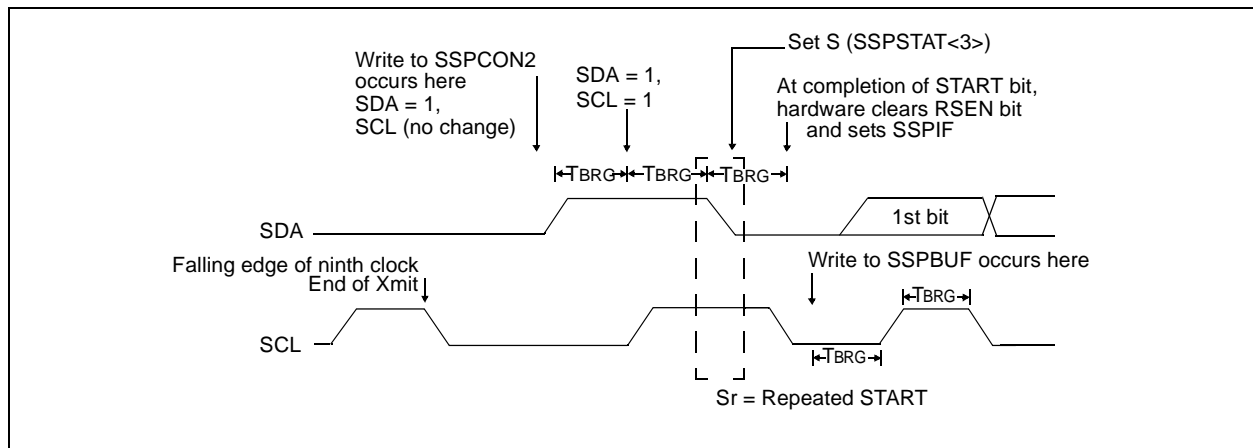 Set S (SSPSTAT<3>)
Write to SSPCON2
occurs here
SDA = 1,
SCL (no change)
SDA = 1,
SCL = 1
At completion of START bit,
hardware clears RSEN bit
and sets SSPIF
TBRG
TBRG
TBRG
SDA
1st bit
Write to SSPBUF occurs here
Falling edge of ninth clock
End of Xmit
TBRG
SCL
TBRG
Sr = Repeated START